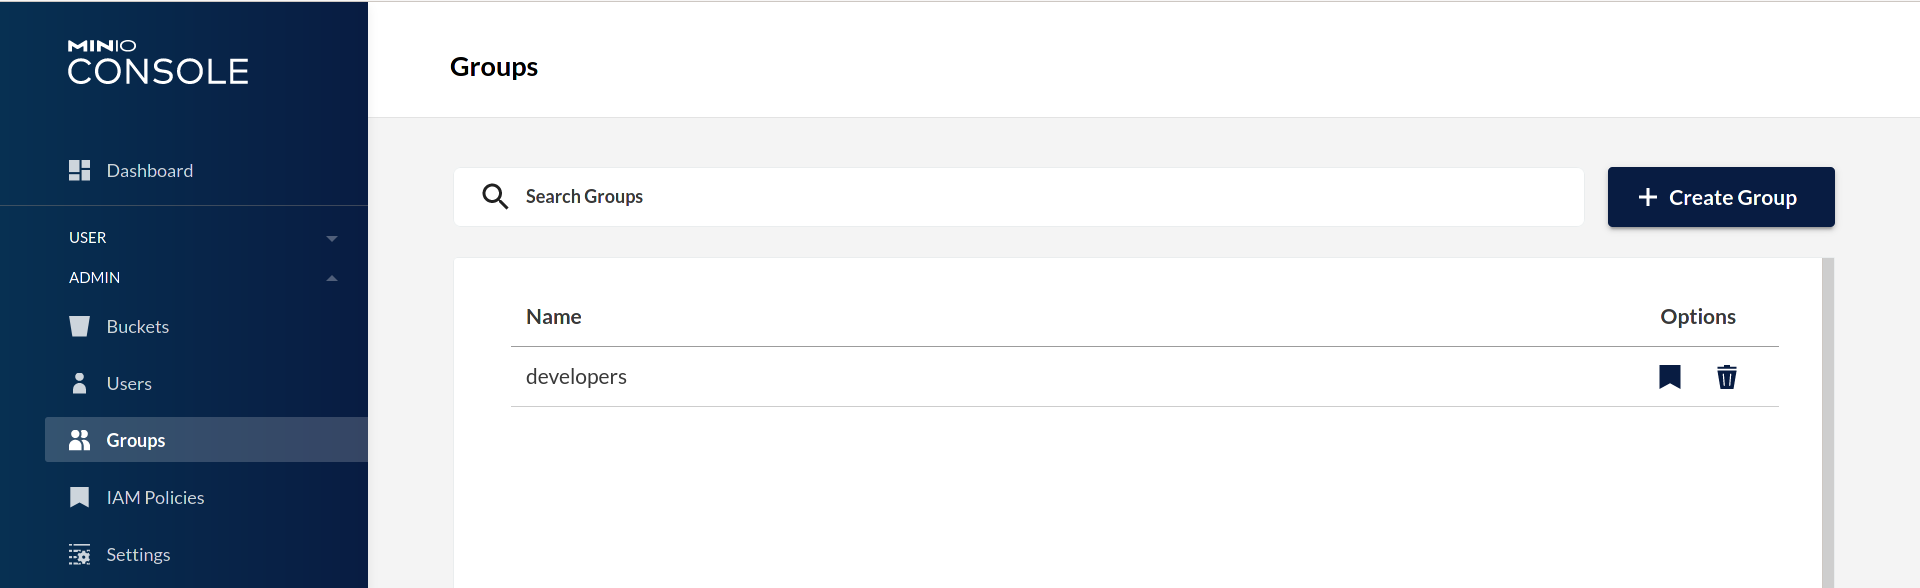 MINIO
CONSOLE
Dashboard
USER
ADMIN
Buckets
Users
Groups
IAM Policies
Settings
Groups
Search Groups
Create Group
Name Options
developers